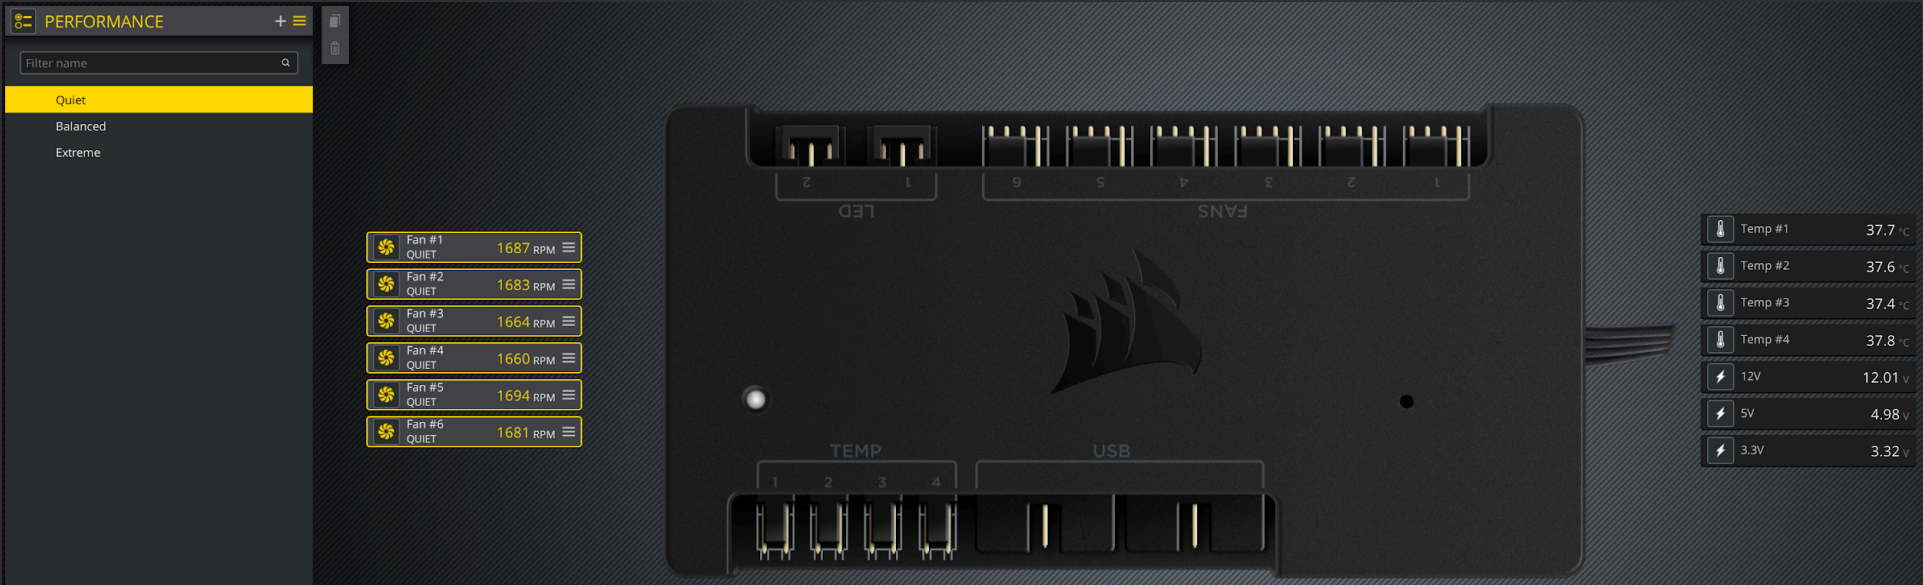 PERFORMANCE
Filter name
Quiet
Balanced
Extreme
Fan #1
QUIET
1687 RPM
Fan #2
QUIET
1683 RPM
Fan #3
QUIET
1664 RPM
Fan #4
QUIET
1660 RPM
Fan #5
QUIET
1694 RPM
Fan #6
QUIET
1681 RPM
2 1
LED
6 5 4 3 2 1
FANS
TEMP
1 2 3 4
USB
Temp #1 37.7 °C
Temp #2 37.6 °C
Temp #3 37.4 °C
Temp #4 37.8 °C
12V 12.01 V
5V 4.98 V
3.3V 3.32 V